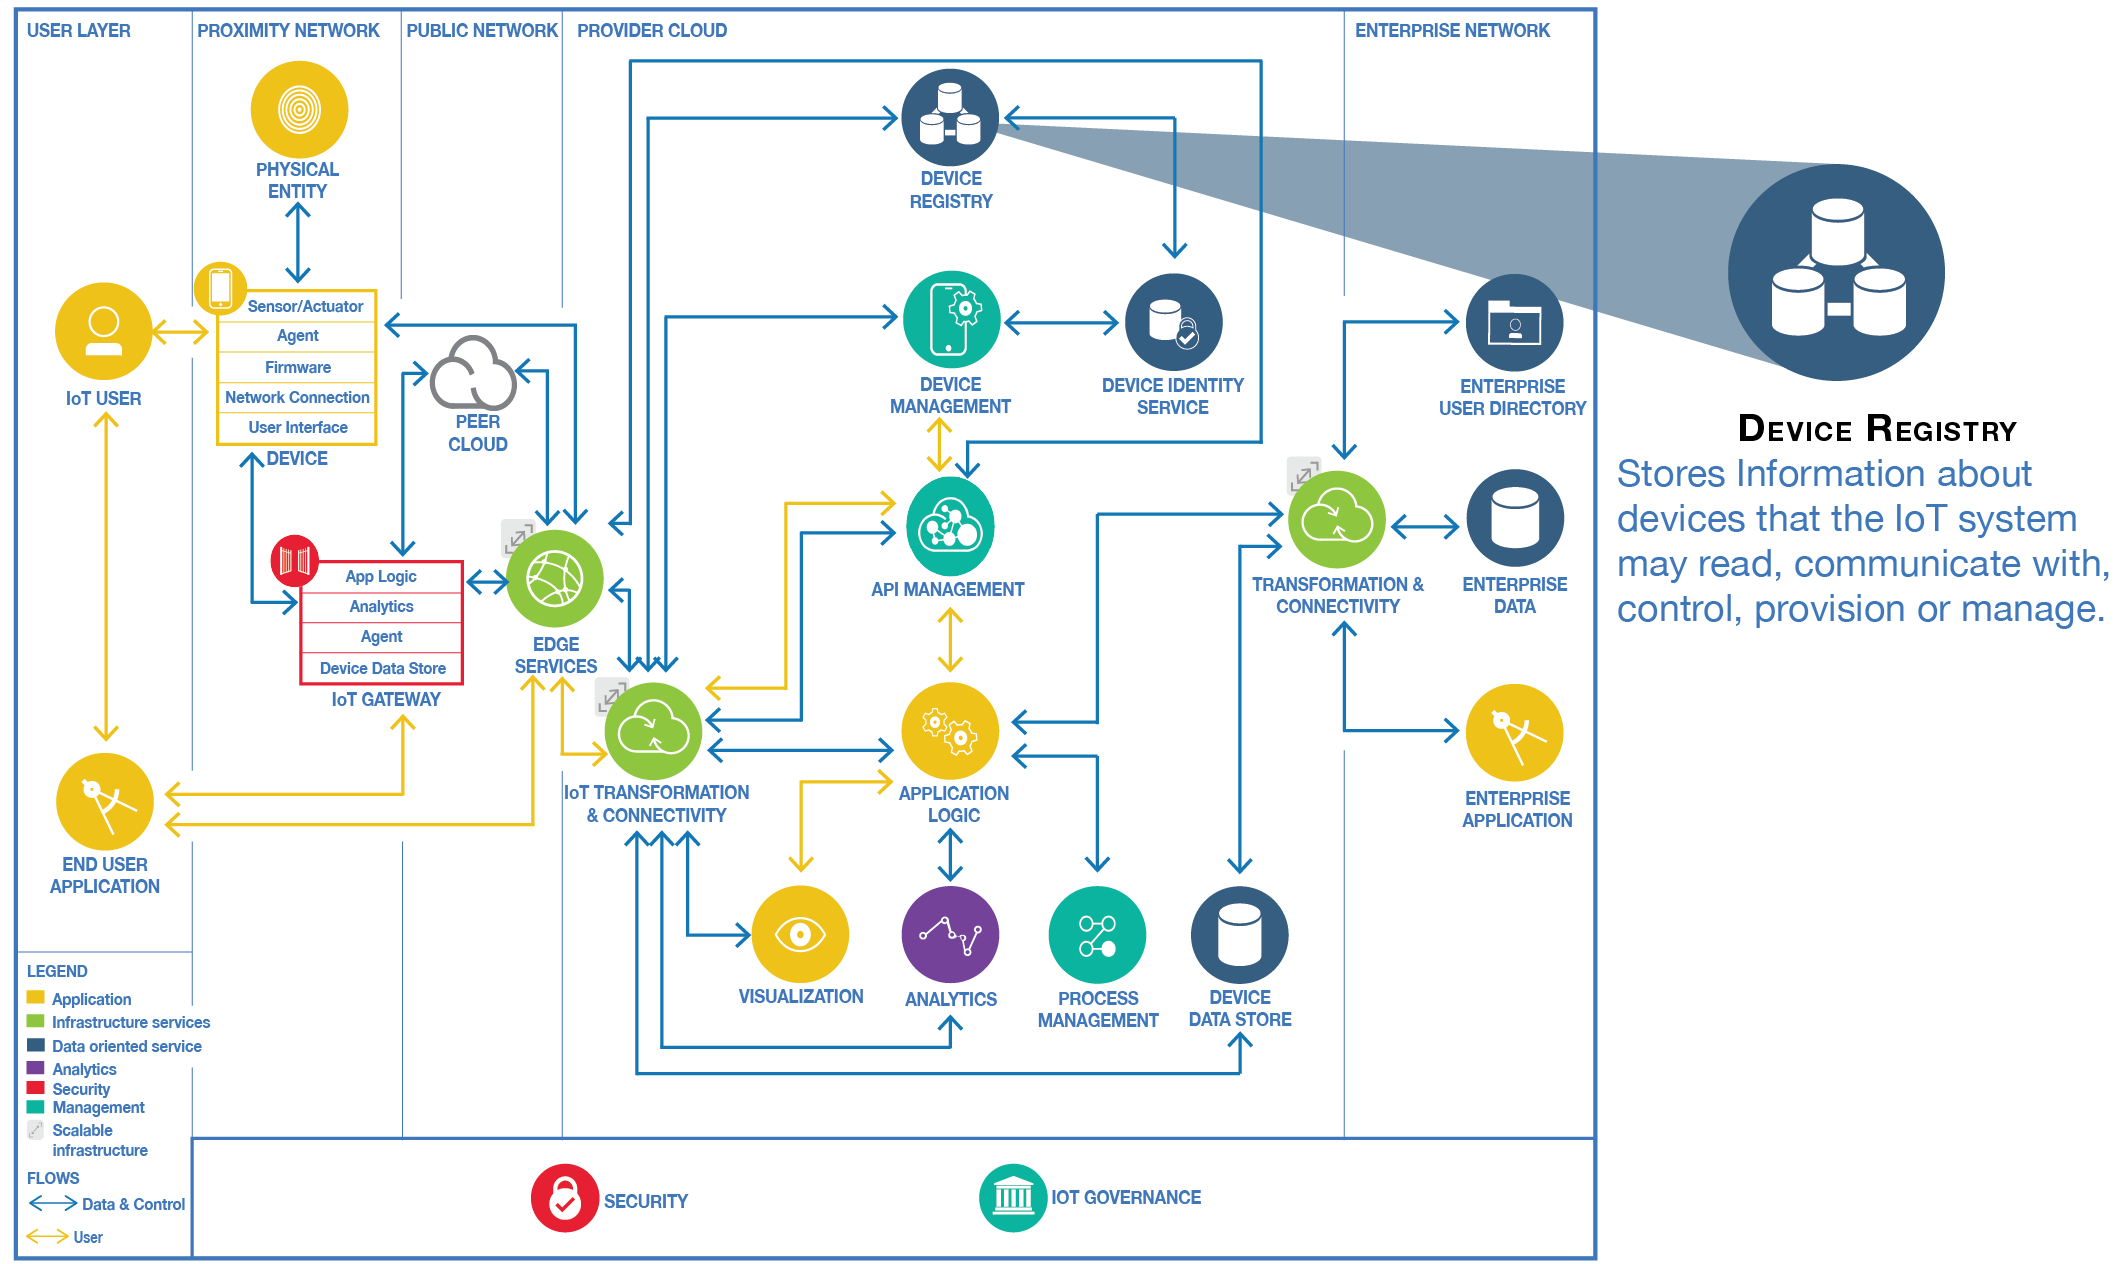 USER LAYER
PROXIMITY NETWORK
PUBLIC NETWORK
PROVIDER CLOUD
ENTERPRISE NETWORK
PHYSICAL
ENTITY
IoT USER
Sensor/Actuator
Agent
Firmware
Network Connection
User Interface
DEVICE
PEER
CLOUD
App Logic
Analytics
Agent
Device Data Store
IoT GATEWAY
EDGE
SERVICES
END USER
APPLICATION
DEVICE
REGISTRY
DEVICE
MANAGEMENT
DEVICE IDENTITY
SERVICE
API MANAGEMENT
IoT TRANSFORMATION
& CONNECTIVITY
APPLICATION
LOGIC
VISUALIZATION
ANALYTICS
PROCESS
MANAGEMENT
DEVICE
DATA STORE
TRANSFORMATION &
CONNECTIVITY
ENTERPRISE
USER DIRECTORY
ENTERPRISE
DATA
ENTERPRISE
APPLICATION
DEVICE REGISTRY
Stores Information about
devices that the IoT system
may read, communicate with,
control, provision or manage.
LEGEND
Application
Infrastructure services
Data oriented service
Analytics
Security
Management
Scalable
infrastructure
FLOWS
Data & Control
User
SECURITY
IOT GOVERNANCE